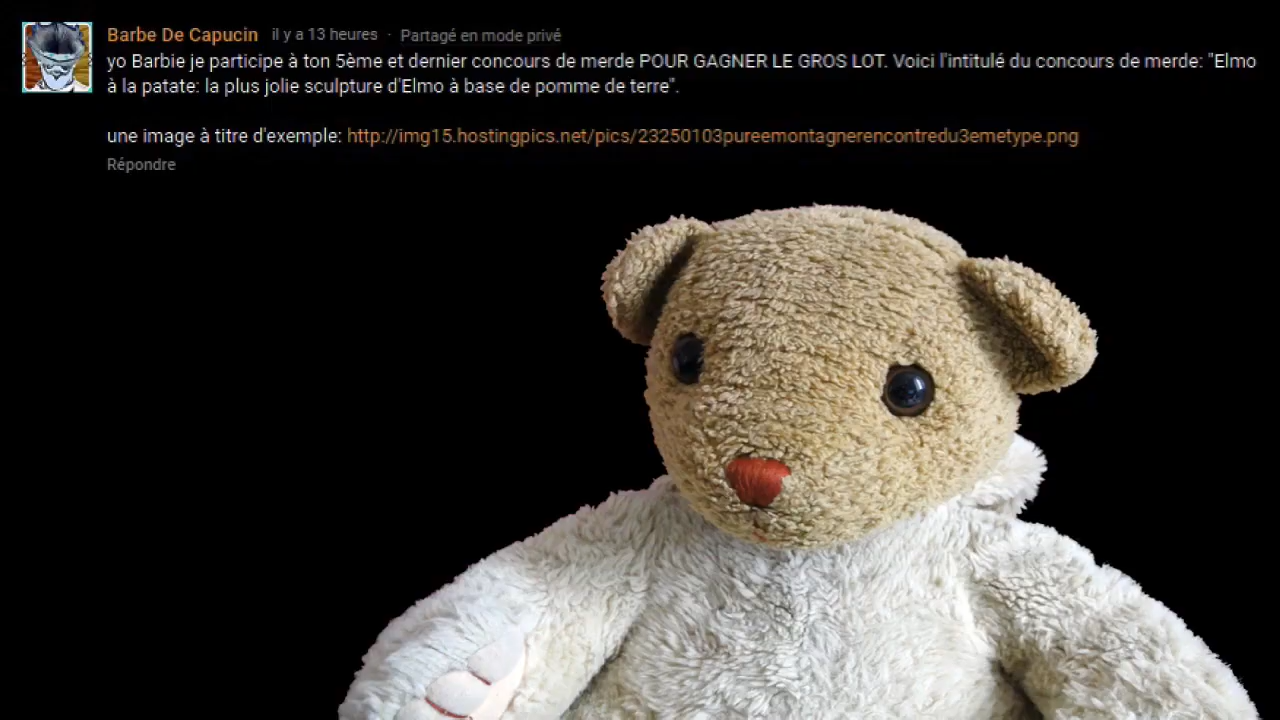 Barbe De Capucin il y a 13 heures · Partagé en mode privé
yo Barbie je participe à ton 5ème et dernier concours de merde POUR GAGNER LE GROS LOT. Voici l'intitulé du concours de merde: "Elmo
à la patate: la plus jolie sculpture d'Elmo à base de pomme de terre".
une image à titre d'exemple: http://img15.hostingpics.net/pics/23250103pureemontagnerencontredu3emetype.png
Répondre